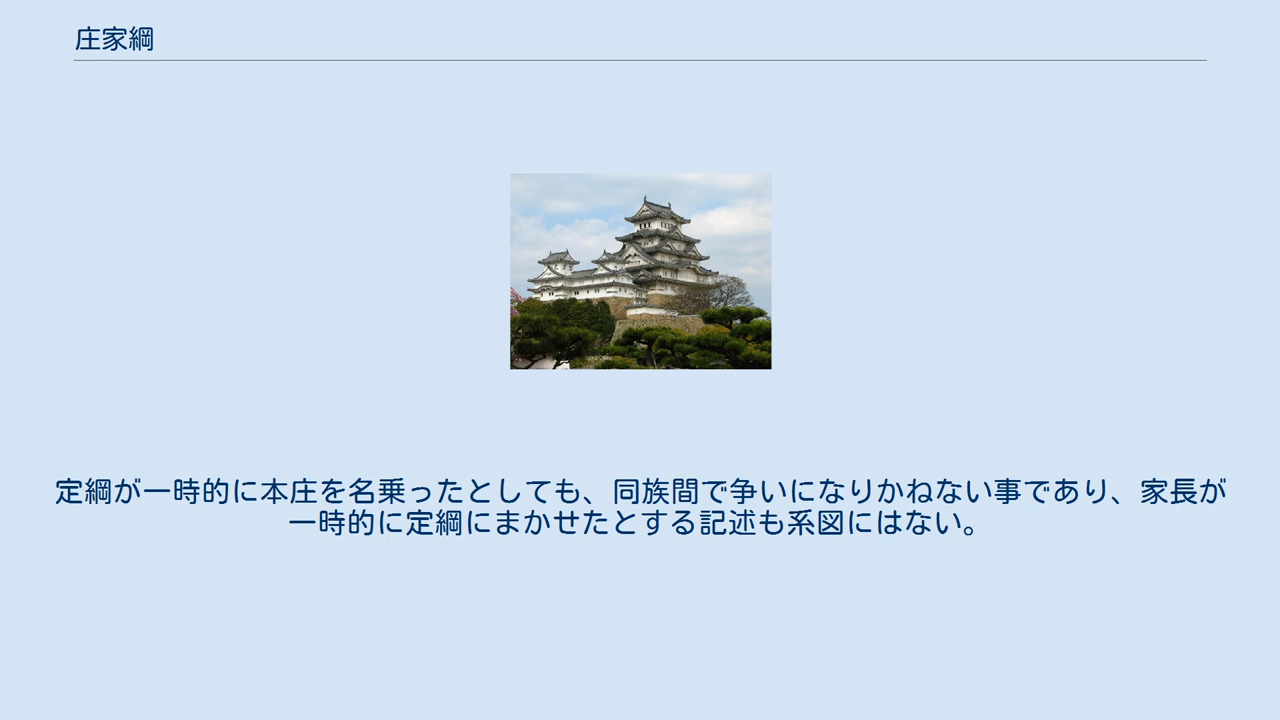 庄家綱
定綱が一時的に本庄を名乗ったとしても、同族間で争いになりかねない事であり、家長が
一時的に定綱にまかせたとする記述も系図にはない。